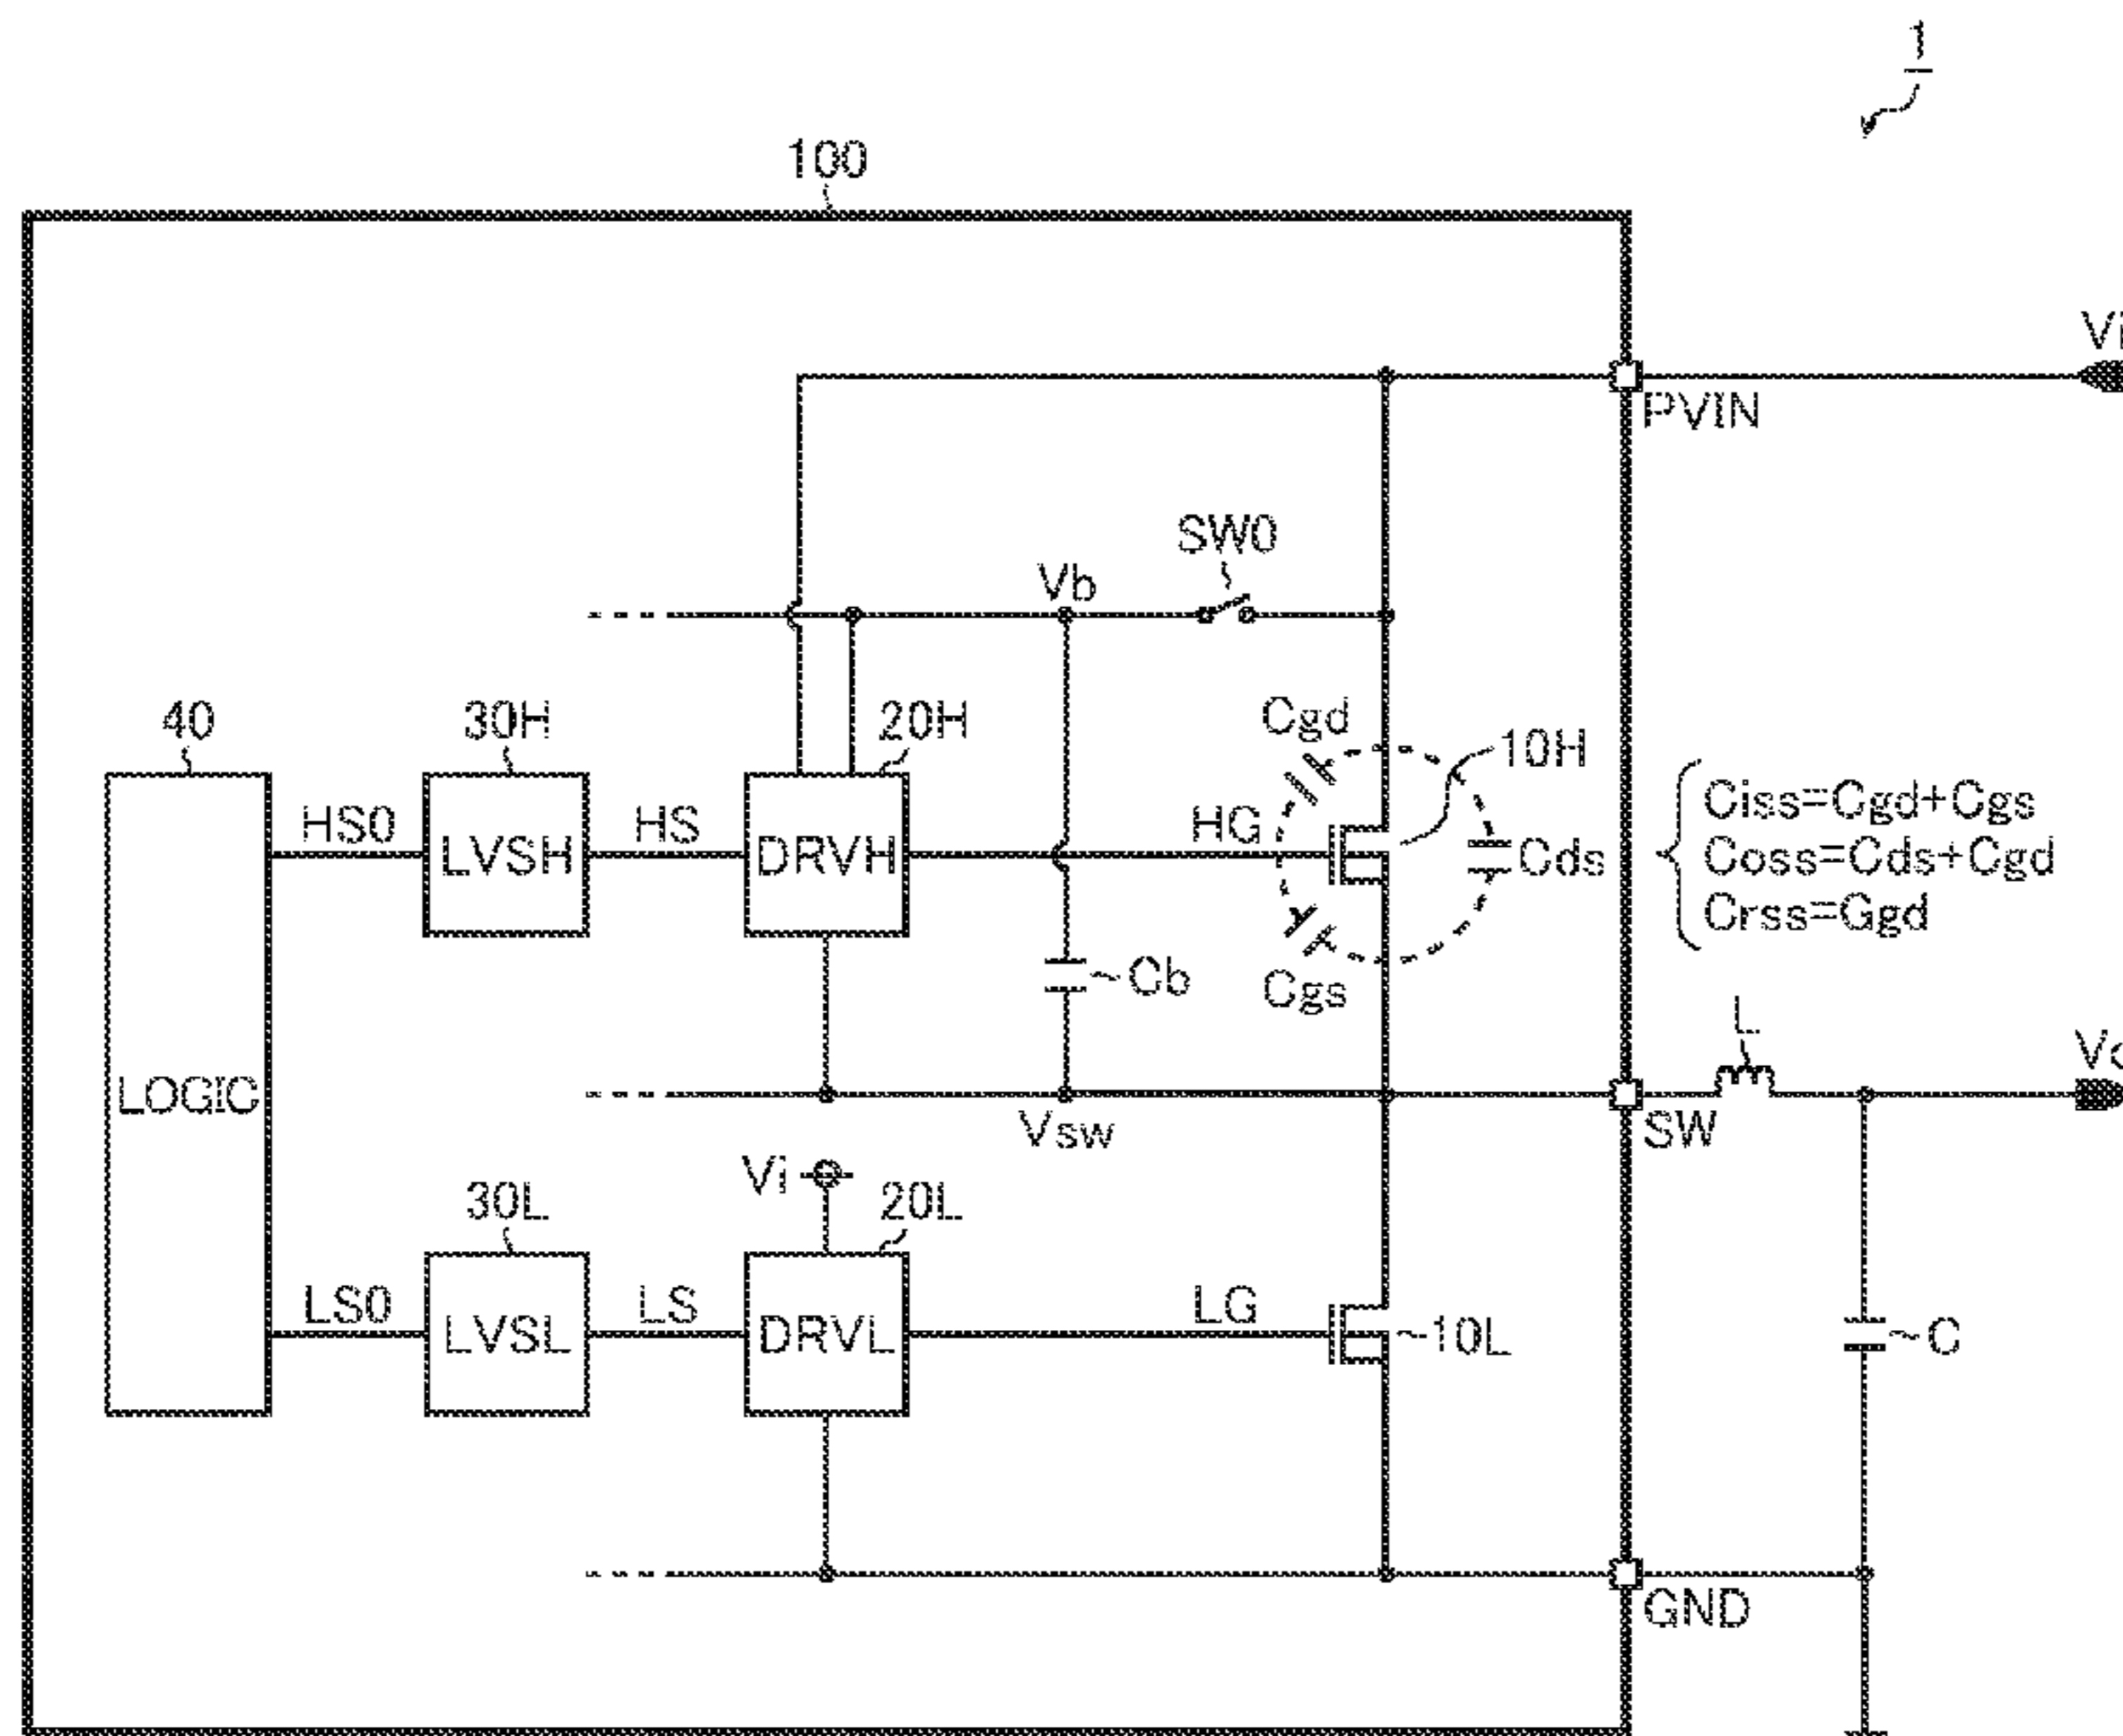 1
100
Vi
PVIN
SW0
Vb
Cgd
40
30H
20H
10H
HS0
LVSH
HS
DRVH
HG
Cds
Ciss=Cgd+Cgs
Coss=Cds+Cgd
Crss=Ggd
Cb
Cgs
L
LOGIC
Vsw
SW
Vi
30L
20L
LS0
LVSL
LS
DRVL
LG
10L
C
GND